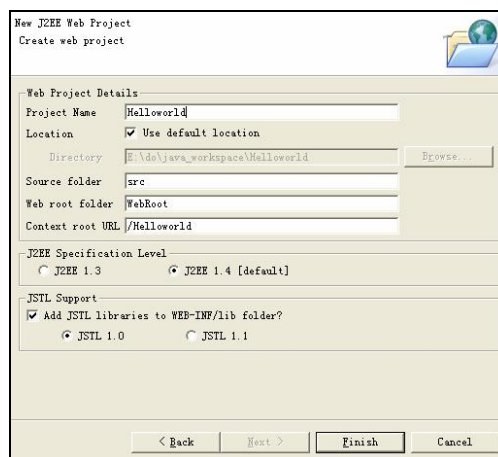 New J2EE Web Project
Create web project
Web Project Details
Project Name Helloworld
Location Use default location
Directory E:\do\java_workspace\Helloworld Browse...
Source folder src
Web root folder WebRoot
Context root URL /Helloworld
J2EE Specification Level
J2EE 1.3 J2EE 1.4 [default]
JSTL Support
Add JSTL libraries to WEB-INF/lib folder?
JSTL 1.0 JSTL 1.1
< Back Next > Finish Cancel